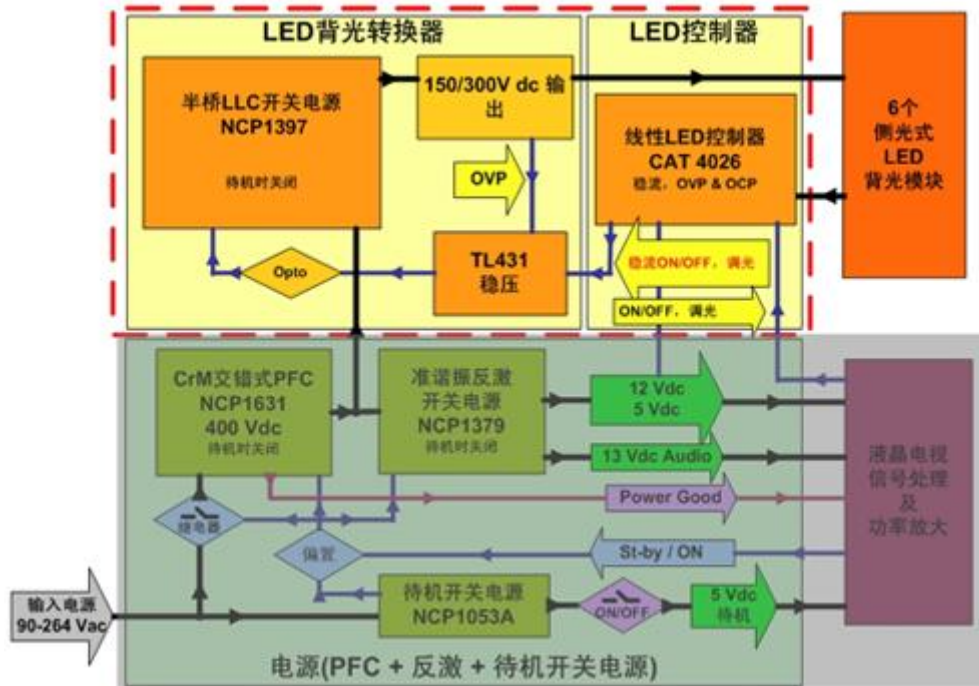 LED背光转换器
LED控制器
半桥LLC开关电源
NCP1397
待机时关闭
150/300V dc 输
出
OVP
TL431
稳压
Opto
线性LED控制器
CAT 4026
稳流，OVP & OCP
稳流ON/OFF，调光
ON/OFF，调光
6个
侧光式
LED
背光模块
CrM交错式PFC
NCP1631
400 Vdc
待机时关闭
准谐振反激
开关电源
NCP1379
待机时关闭
12 Vdc
5 Vdc
13 Vdc Audio
Power Good
液晶电视
信号处理
及
功率放大
继电器
偏置
St-by / ON
输入电源
90-264 Vac
待机开关电源
NCP1053A
ON/OFF
5 Vdc
待机
电源(PFC + 反激 + 待机开关电源)